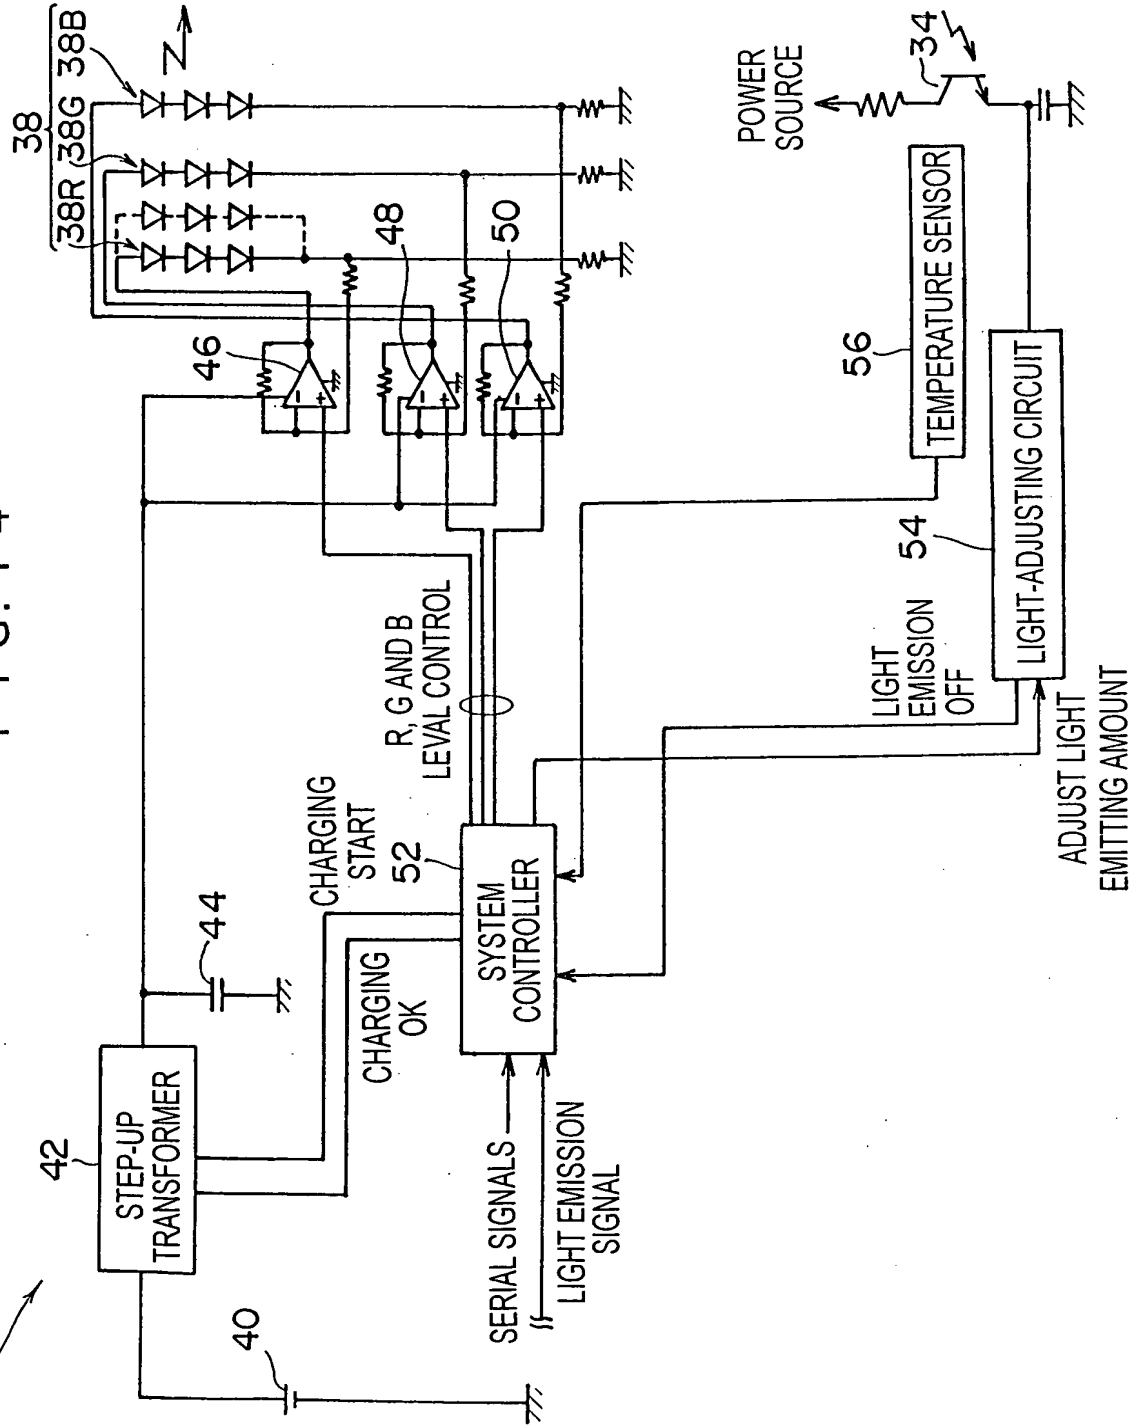 FIG. 14
42
STEP-UP
TRANSFORMER
40
44
38
38R
38G
38B
46
48
50
CHARGING
START
CHARGING
OK
52
SYSTEM
CONTROLLER
R, G AND B
LEVAL CONTROL
SERIAL SIGNALS
LIGHT EMISSION
SIGNAL
POWER
SOURCE
34
56
TEMPERATURE SENSOR
LIGHT
EMISSION
OFF
54
LIGHT-ADJUSTING CIRCUIT
ADJUST LIGHT
EMITTING AMOUNT